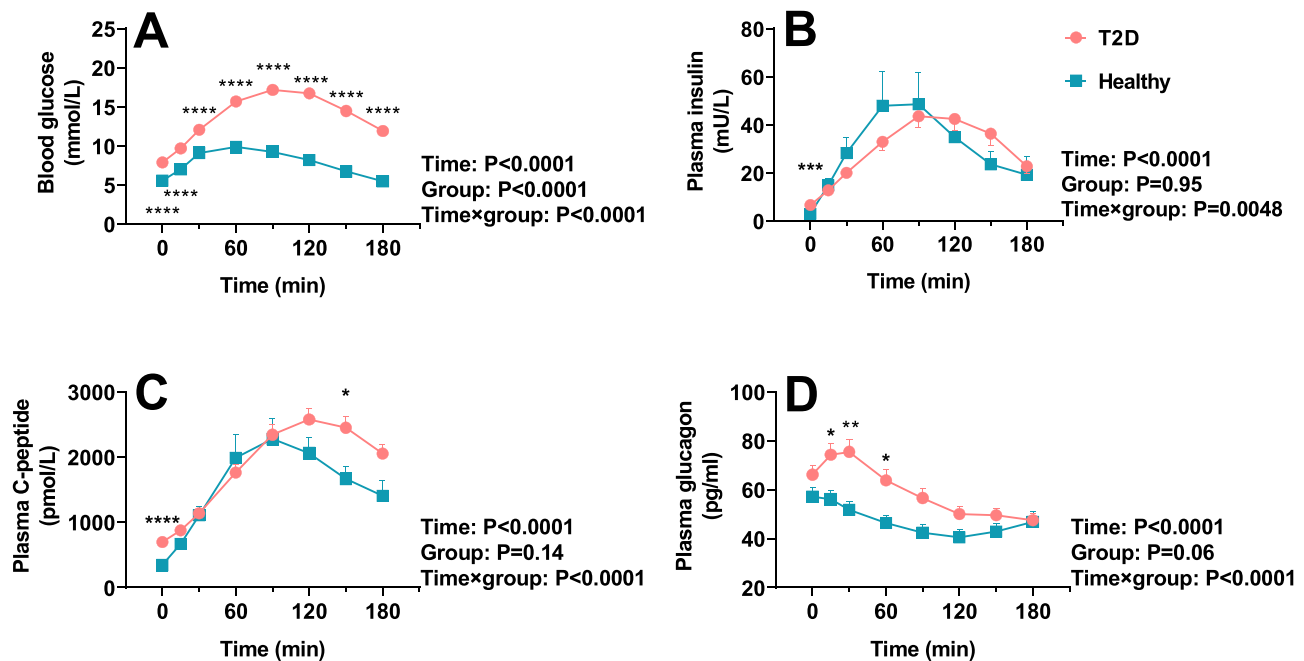 A
Blood glucose
(mmol/L)
25
20
15
10
5
0
****
****
****
****
****
****
****
****
0 60 120 180
Time (min)
Time: P<0.0001
Group: P<0.0001
Time×group: P<0.0001
B
Plasma insulin
(mU/L)
80
60
40
20
0
***
0 60 120 180
Time (min)
T2D
Healthy
Time: P<0.0001
Group: P=0.95
Time×group: P=0.0048
C
Plasma C-peptide
(pmol/L)
3000
2000
1000
0
****
*
0 60 120 180
Time (min)
Time: P<0.0001
Group: P=0.14
Time×group: P<0.0001
D
Plasma glucagon
(pg/ml)
100
80
60
40
20
*
**
*
0 60 120 180
Time (min)
Time: P<0.0001
Group: P=0.06
Time×group: P<0.0001